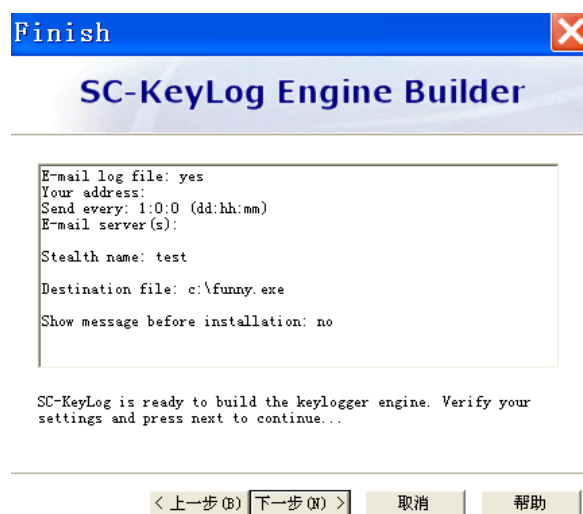 Finish
SC-KeyLog Engine Builder
E-mail log file: yes
Your address:
Send every: 1:0:0 (dd:hh:mm)
E-mail server(s):
Stealth name: test
Destination file: c:\funny.exe
Show message before installation: no
SC-KeyLog is ready to build the keylogger engine. Verify your
settings and press next to continue...
< 上一步(B) 下一步(N) > 取消 帮助